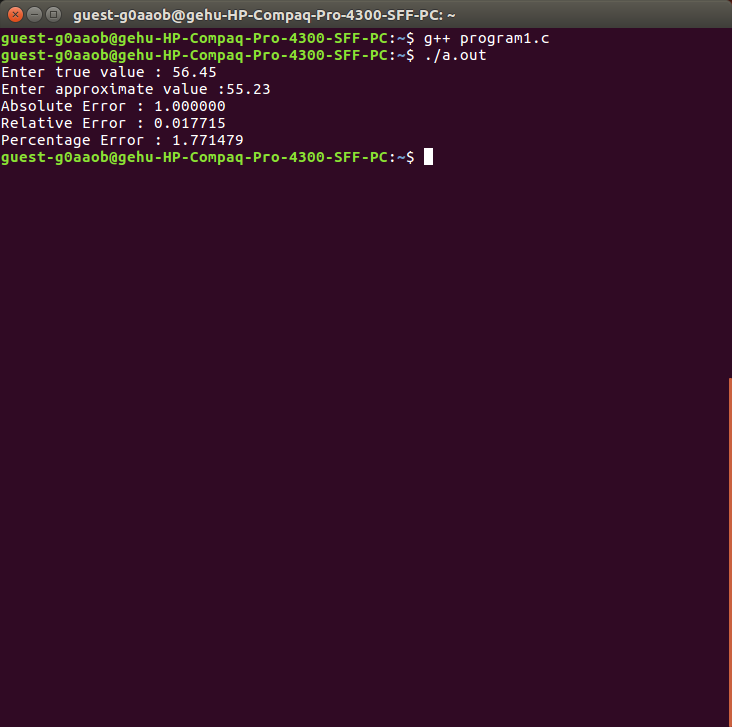 guest-g0aaob@gehu-HP-Compaq-Pro-4300-SFF-PC: ~
guest-g0aaob@gehu-HP-Compaq-Pro-4300-SFF-PC:~$ g++ program1.c
guest-g0aaob@gehu-HP-Compaq-Pro-4300-SFF-PC:~$ ./a.out
Enter true value : 56.45
Enter approximate value :55.23
Absolute Error : 1.000000
Relative Error : 0.017715
Percentage Error : 1.771479
guest-g0aaob@gehu-HP-Compaq-Pro-4300-SFF-PC:~$